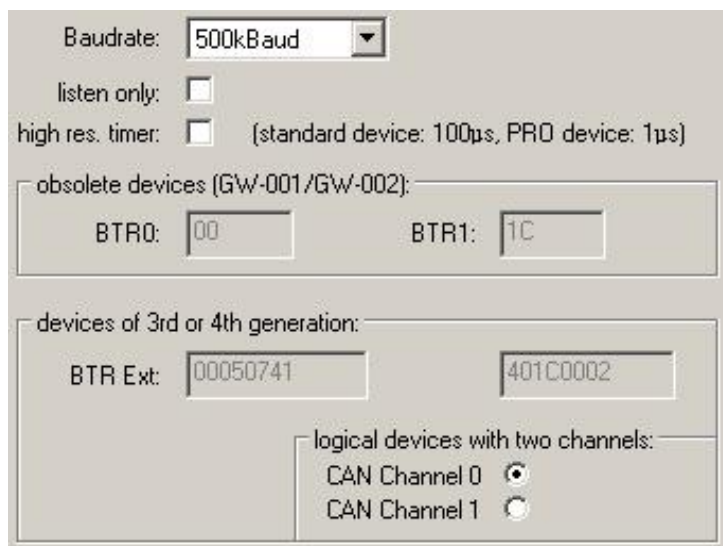 Baudrate: 500kBaud
listen only:
high res. timer: (standard device: 100µs, PRO device: 1µs)
obsolete devices (GW-001/GW-002):
BTR0: 00 BTR1: 1C
devices of 3rd or 4th generation:
BTR Ext: 00050741 401C0002
logical devices with two channels:
CAN Channel 0
CAN Channel 1